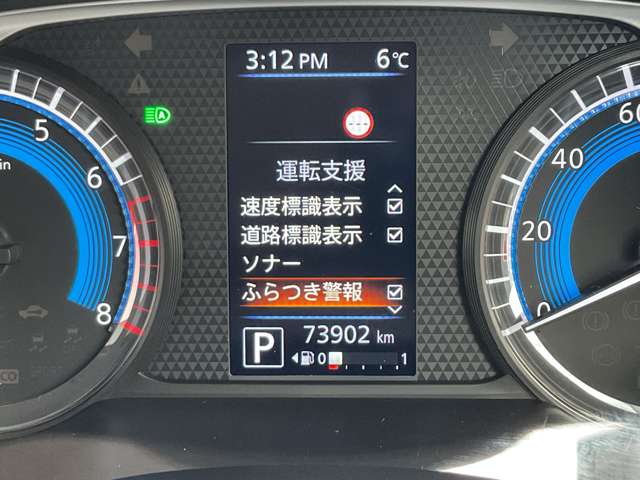 3:12 PM 6℃
運転支援
速度標識表示
道路標識表示
ソナー
ふらつき警報
P 73902 km
0 1
5
6
7
8
in
A
60
40
20
0